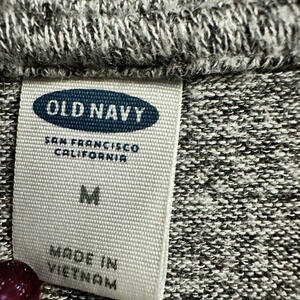 OLD NAVY
SAN FRANCISCO
CALIFORNIA
M
MADE IN
VIETNAM